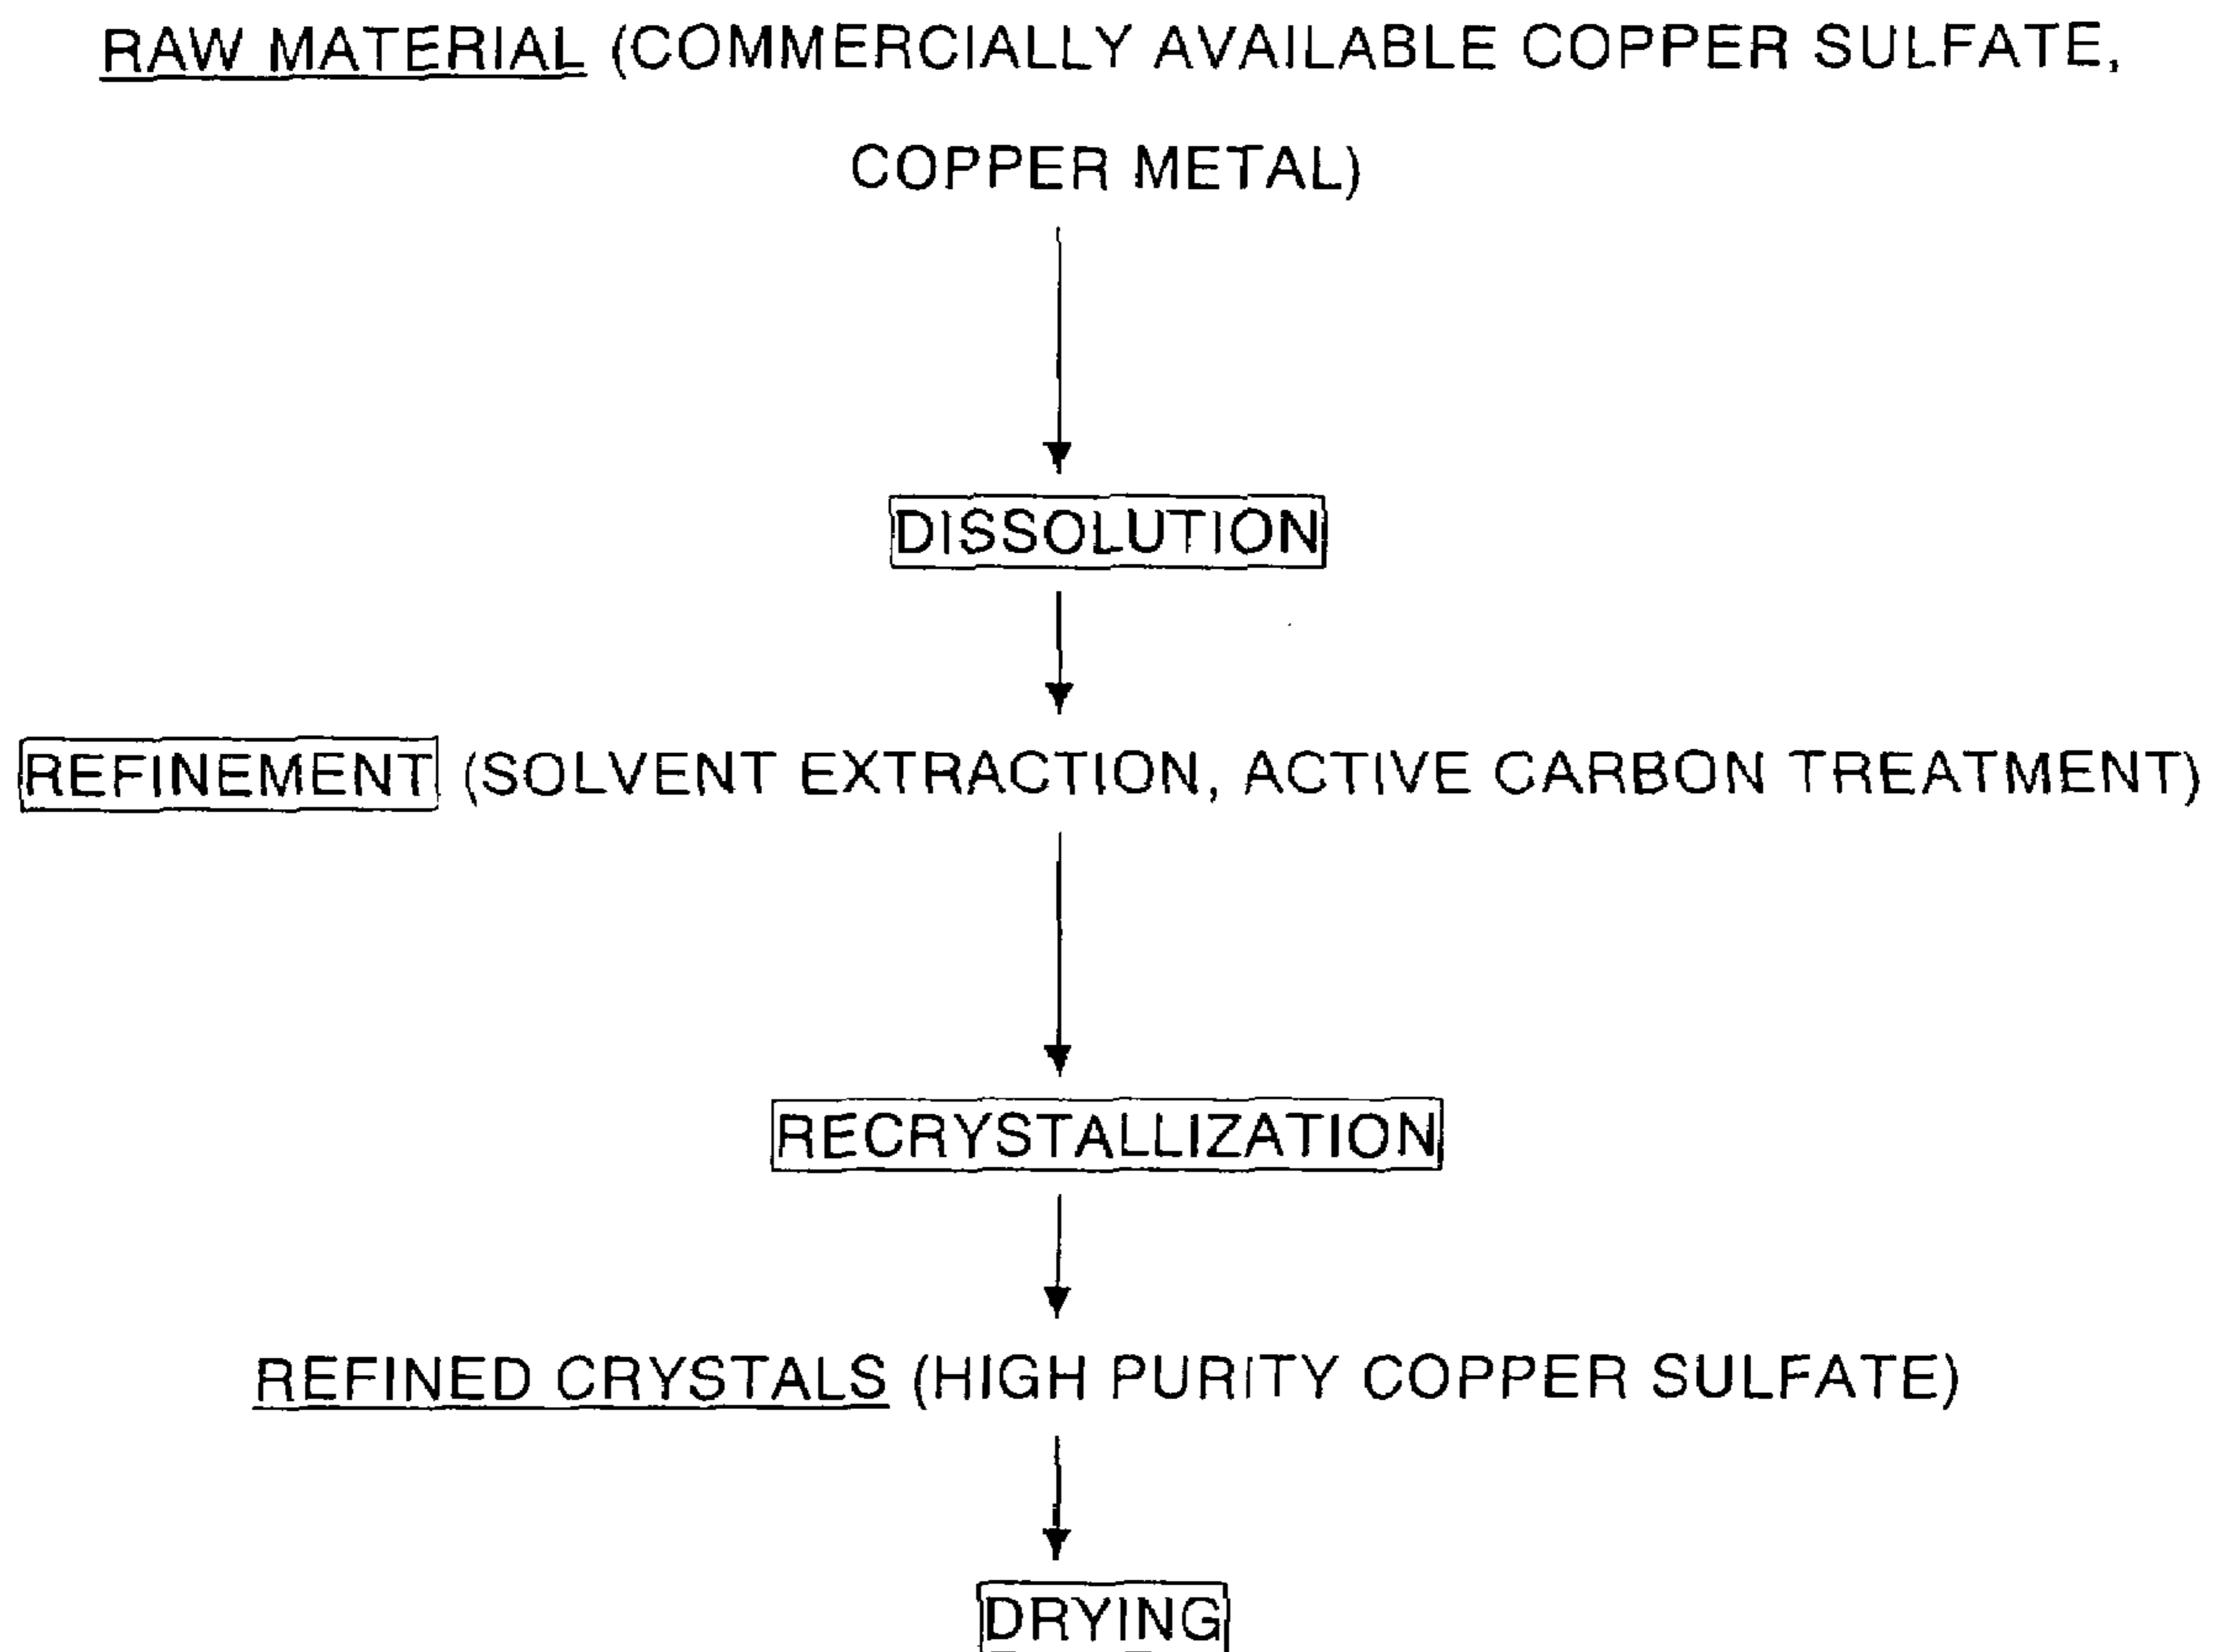 RAW MATERIAL (COMMERCIALLY AVAILABLE COPPER SULFATE,
COPPER METAL)
DISSOLUTION
REFINEMENT (SOLVENT EXTRACTION, ACTIVE CARBON TREATMENT)
RECRYSTALLIZATION
REFINED CRYSTALS (HIGH PURITY COPPER SULFATE)
DRYING